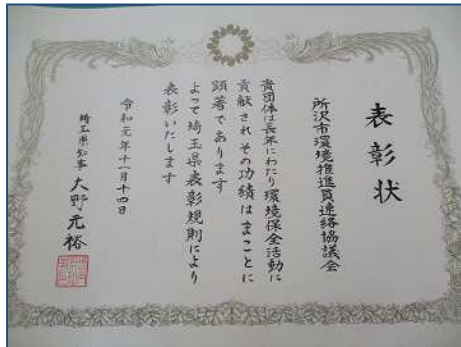 表彰状
所沢市環境推進員連絡協議会
貴団体は長年にわたり環境保全活動に
貢献されその功績はまことに
顕著であります
よって埼玉県表彰規則により
表彰いたします
令和元年十一月十四日
埼玉県知事 大野元裕